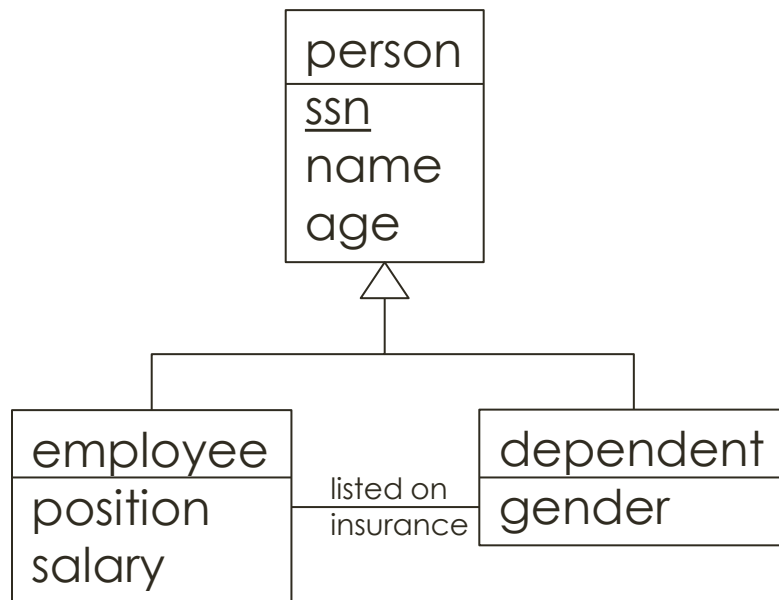 person
ssn
name
age
employee
position
salary
listed on
insurance
dependent
gender